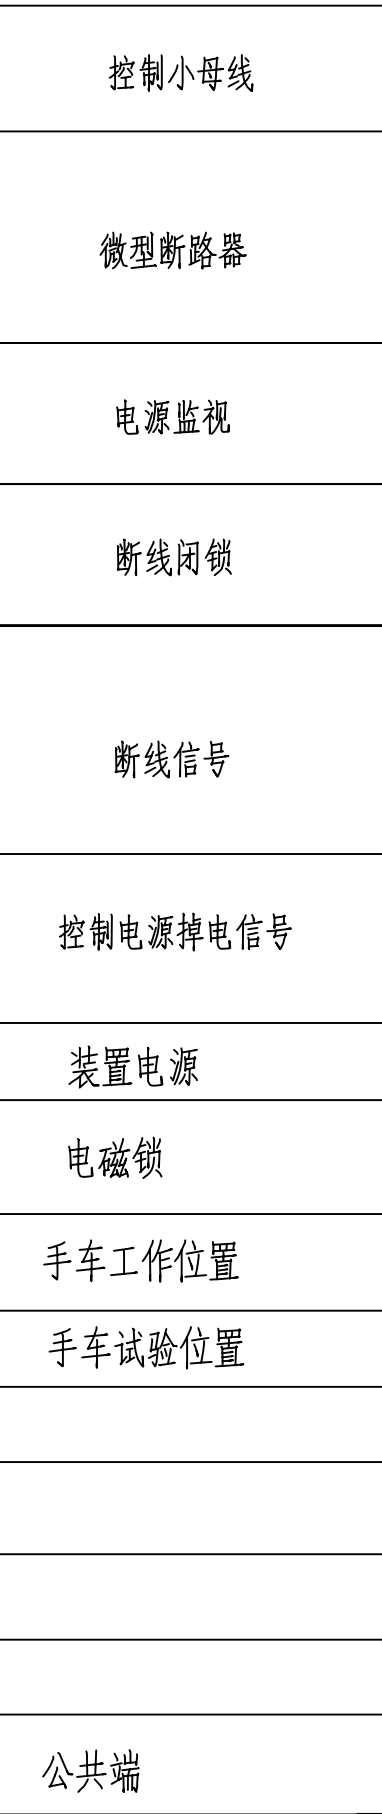 控制小母线
微型断路器
电源监视
断线闭锁
断线信号
控制电源掉电信号
装置电源
电磁锁
手车工作位置
手车试验位置
公共端